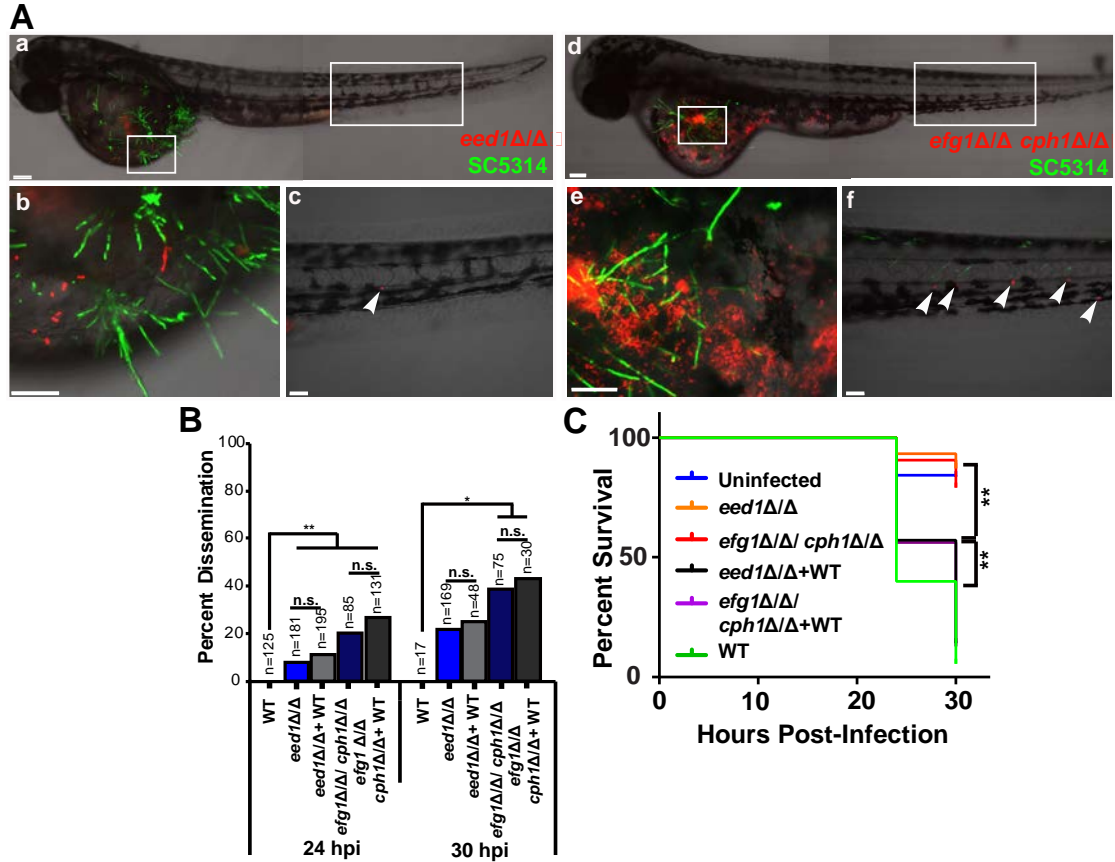 A
a
eed1Δ/Δ
SC5314
d
efg1Δ/Δ cph1Δ/Δ
SC5314
b
c
e
f
B
Percent Dissemination
100
80
60
40
20
0
**
n.s.
n.s.
*
n.s.
n.s.
n=125
n=181
n=195
n=85
n=131
n=17
n=169
n=48
n=75
n=30
WT
eed1Δ/Δ
eed1Δ/Δ+ WT
efg1Δ/Δ/ cph1Δ/Δ
efg1 Δ/Δ
cph1Δ/Δ+ WT
WT
eed1Δ/Δ
eed1Δ/Δ+ WT
efg1Δ/Δ/ cph1Δ/Δ
efg1Δ/Δ/
cph1Δ/Δ+ WT
24 hpi
30 hpi
C
Percent Survival
100
50
0
Uninfected
eed1Δ/Δ
efg1Δ/Δ/ cph1Δ/Δ
eed1Δ/Δ+WT
efg1Δ/Δ/
cph1Δ/Δ+WT
WT
**
**
0
10
20
30
Hours Post-Infection